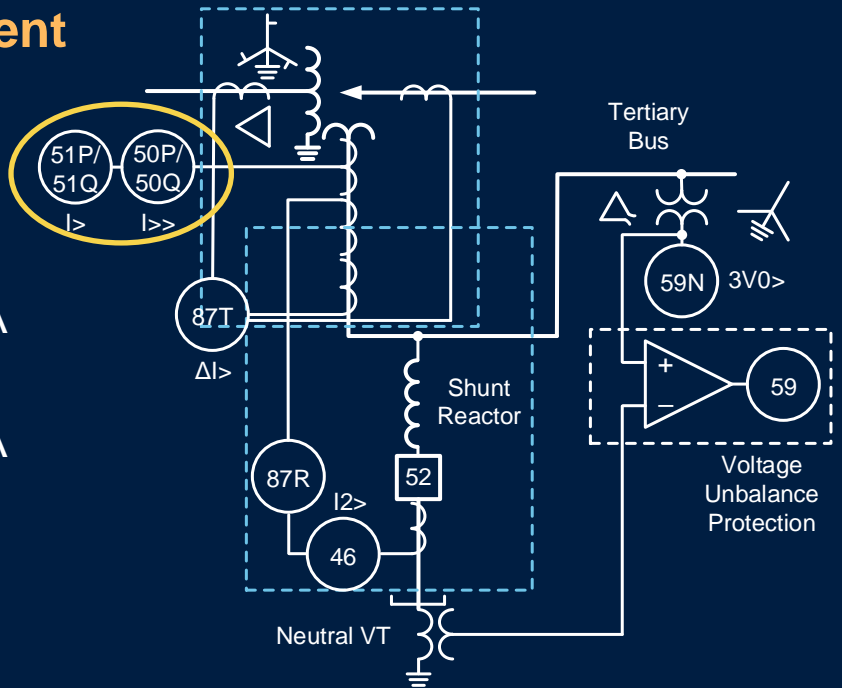 ent
51P/
51Q
50P/
50Q
I>
I>>
Tertiary
Bus
59N
3V0>
87T
ΔI>
A
+
–
59
Shunt
Reactor
A
52
87R
I2>
46
Voltage
Unbalance
Protection
Neutral VT